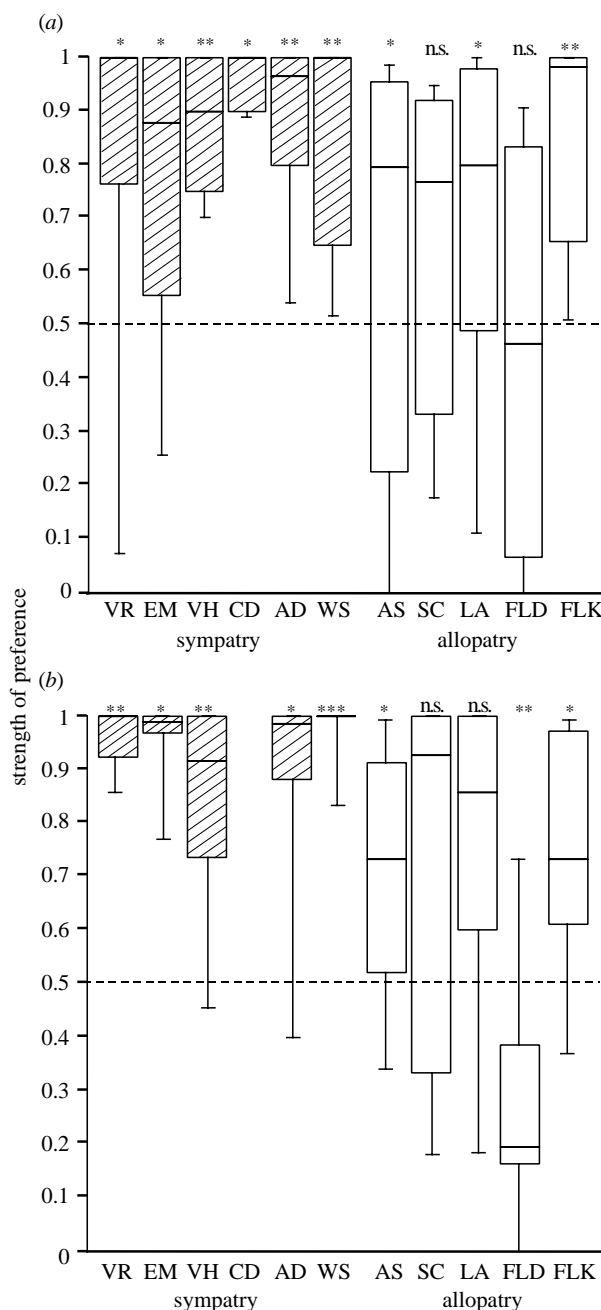 (a)
* * ** * ** ** * n.s. * n.s. **
1
0.9
0.8
0.7
0.6
0.5
0.4
0.3
0.2
0.1
0
VR EM VH CD AD WS AS SC LA FLD FLK
sympatry allopatry
strength of preference
(b)
** * ** * *** * n.s. n.s. ** *
1
0.9
0.8
0.7
0.6
0.5
0.4
0.3
0.2
0.1
0
VR EM VH CD AD WS AS SC LA FLD FLK
sympatry allopatry